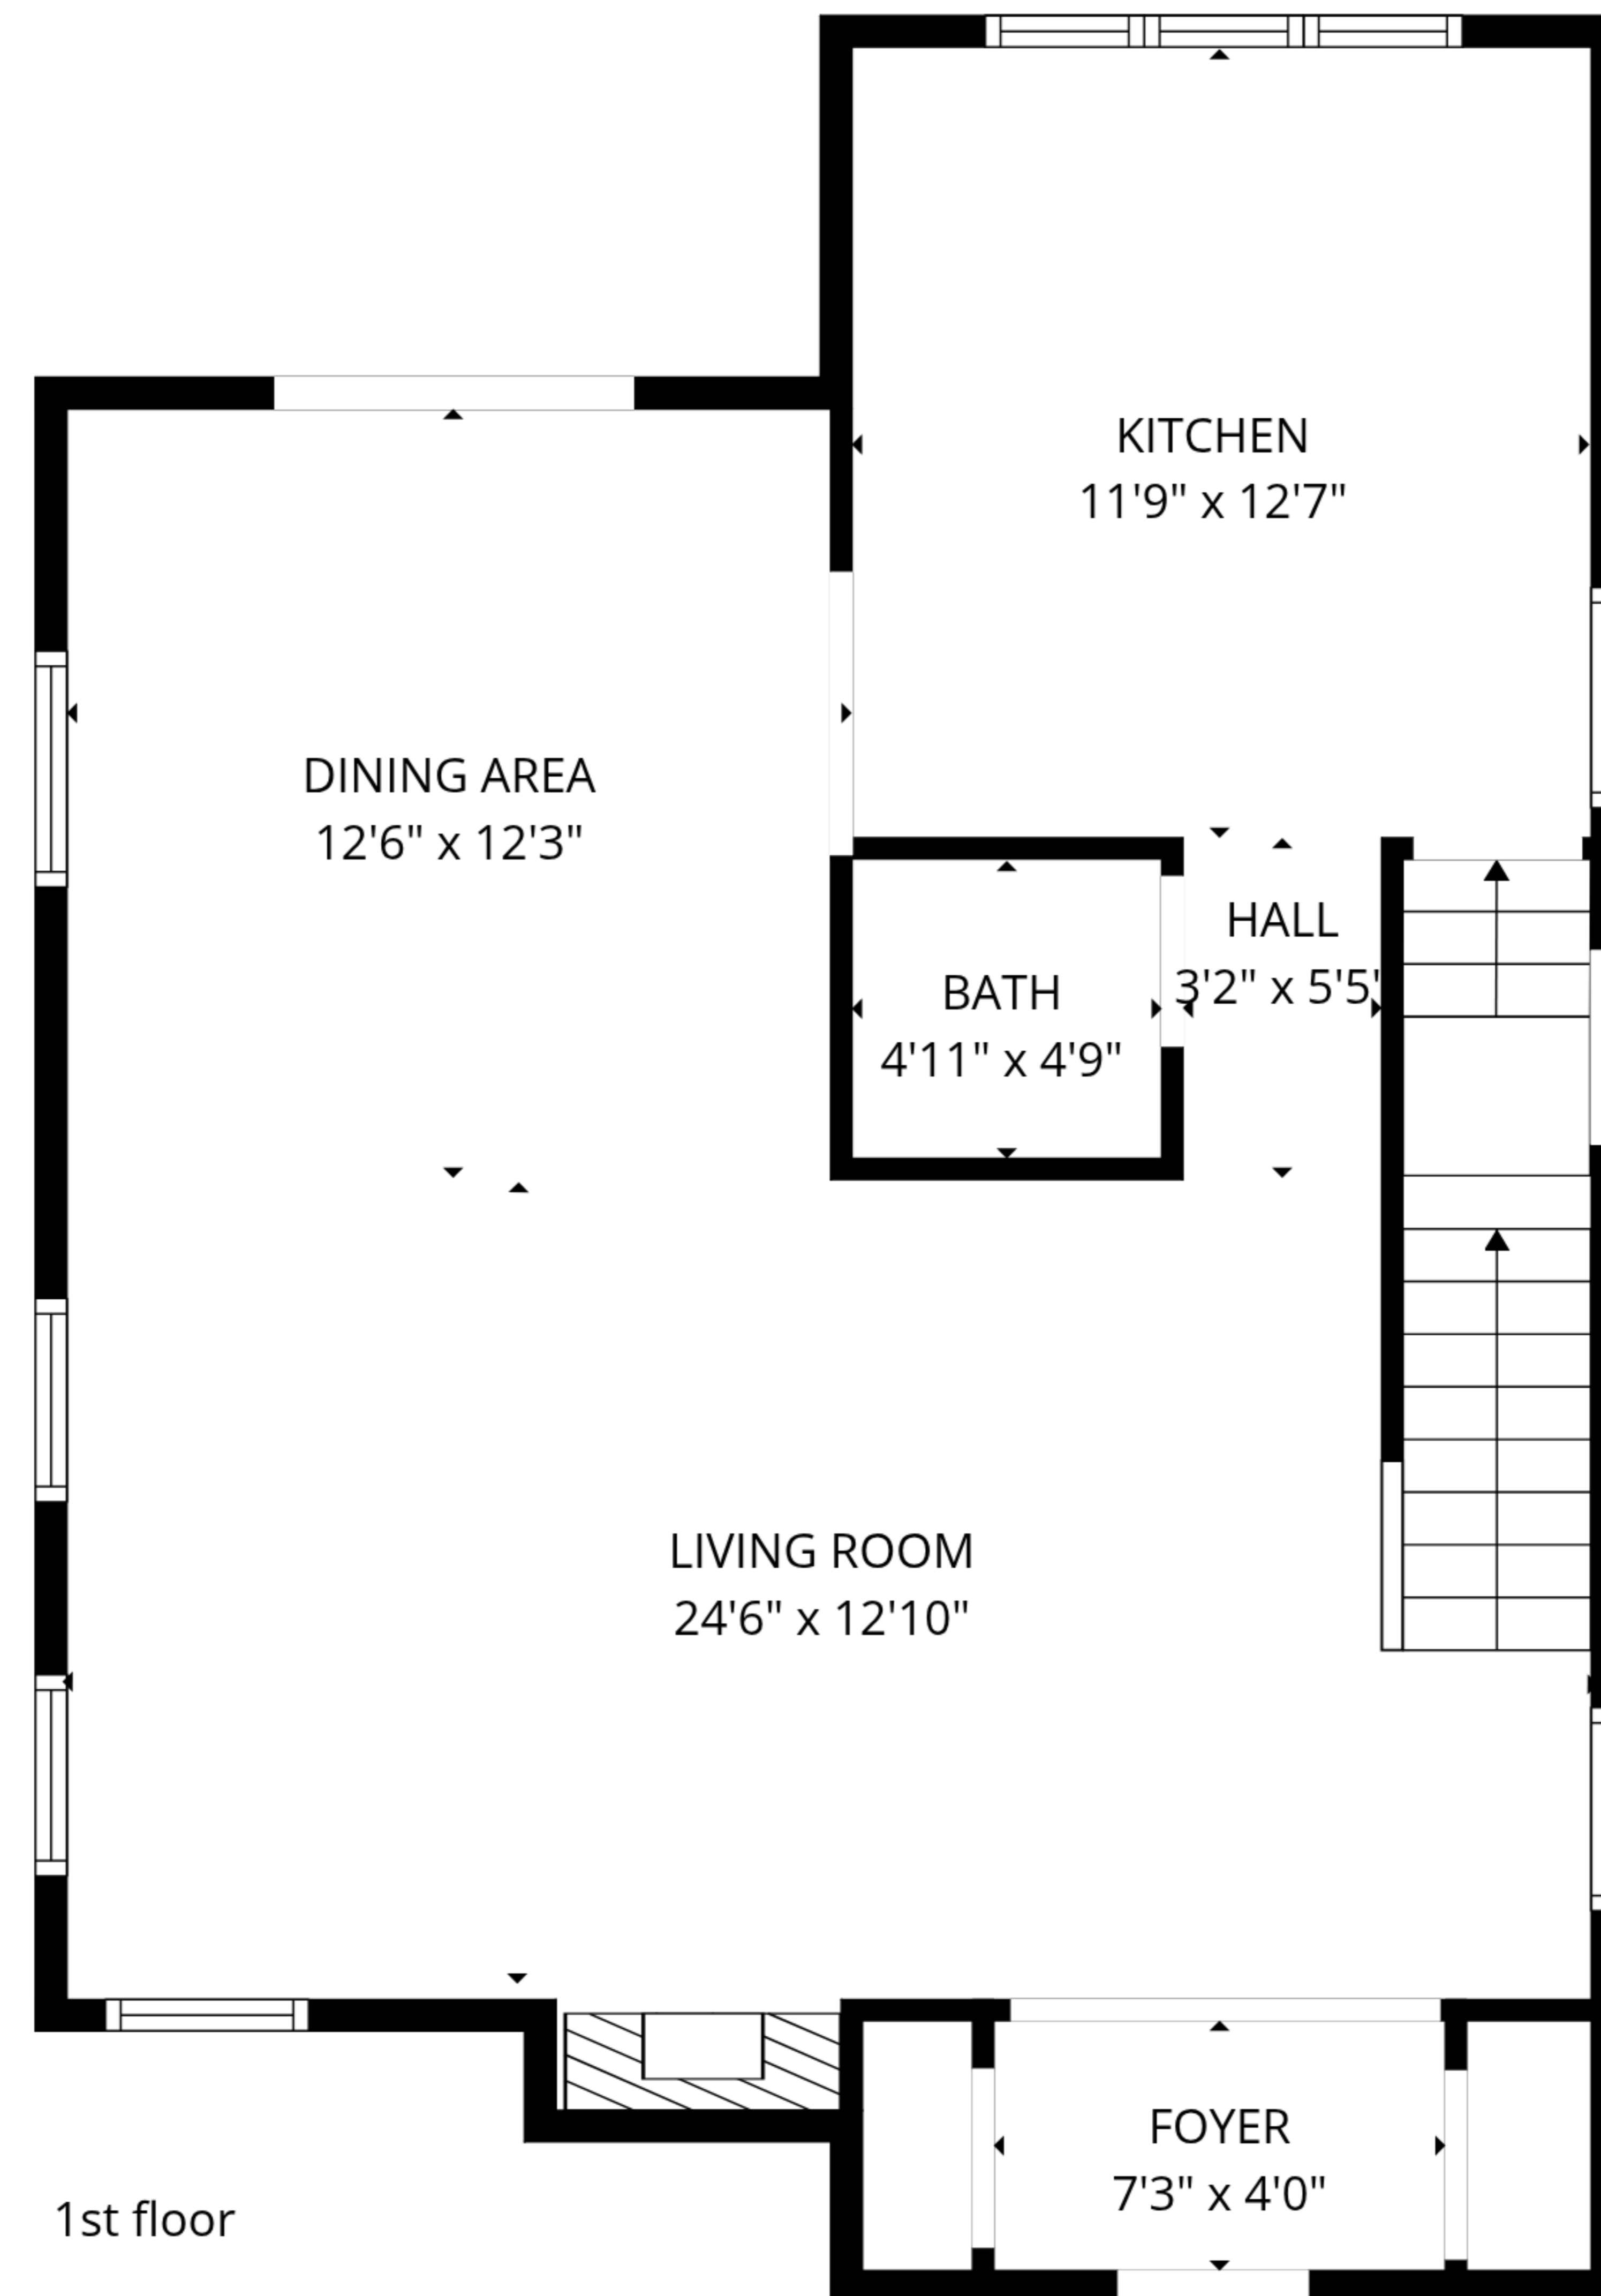 KITCHEN
11'9" x 12'7"
DINING AREA
12'6" x 12'3"
HALL
3'2" x 5'5"
BATH
4'11" x 4'9"
LIVING ROOM
24'6" x 12'10"
FOYER
7'3" x 4'0"
1st floor